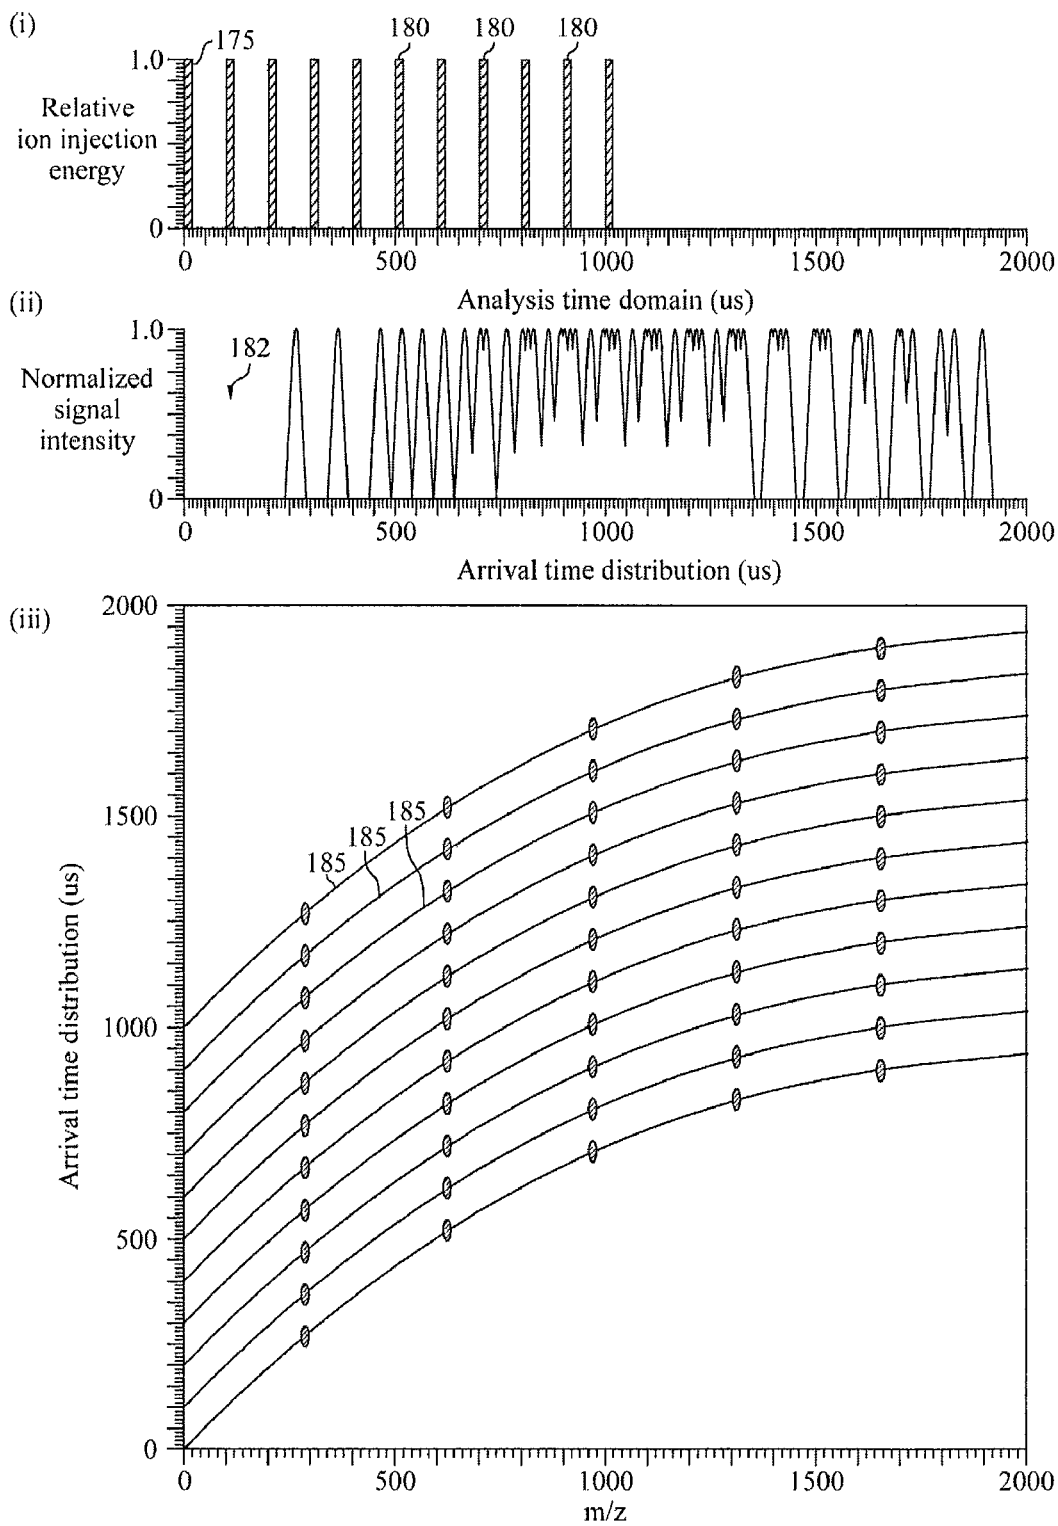 (i)
175
180
180
180
1.0
Relative
ion injection
energy
0
0
500
1000
1500
2000
Analysis time domain (us)
(ii)
1.0
182
Normalized
signal
intensity
0
0
500
1000
1500
2000
Arrival time distribution (us)
(iii)
2000
1500
185
185
185
1000
Arrival time distribution (us)
500
0
0
500
1000
1500
2000
m/z